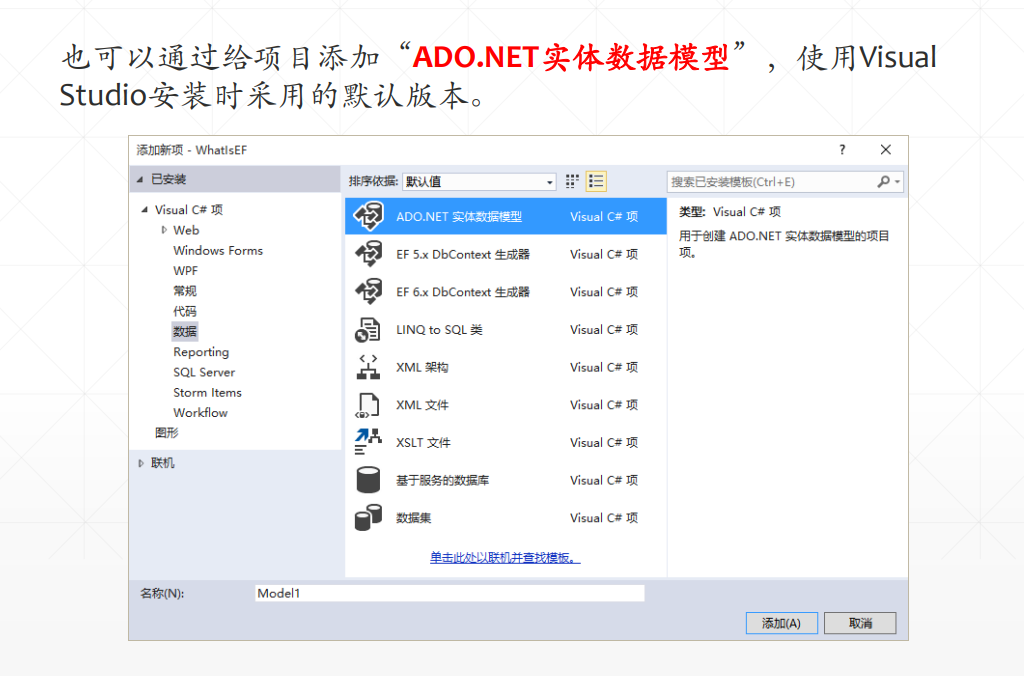 也可以通过给项目添加“ADO.NET实体数据模型”，使用Visual
Studio安装时采用的默认版本。
添加新项 - WhatIsEF
?
已安装
排序依据: 默认值
搜索已安装模板(Ctrl+E)
Visual C# 项
Web
Windows Forms
WPF
常规
代码
数据
Reporting
SQL Server
Storm Items
Workflow
图形
联机
ADO.NET 实体数据模型 Visual C# 项
EF 5.x DbContext 生成器 Visual C# 项
EF 6.x DbContext 生成器 Visual C# 项
LINQ to SQL 类 Visual C# 项
XML 架构 Visual C# 项
XML 文件 Visual C# 项
XSLT 文件 Visual C# 项
基于服务的数据库 Visual C# 项
数据集 Visual C# 项
单击此处以联机并查找模板。
类型: Visual C# 项
用于创建 ADO.NET 实体数据模型的项目
项。
名称(N): Model1
添加(A) 取消